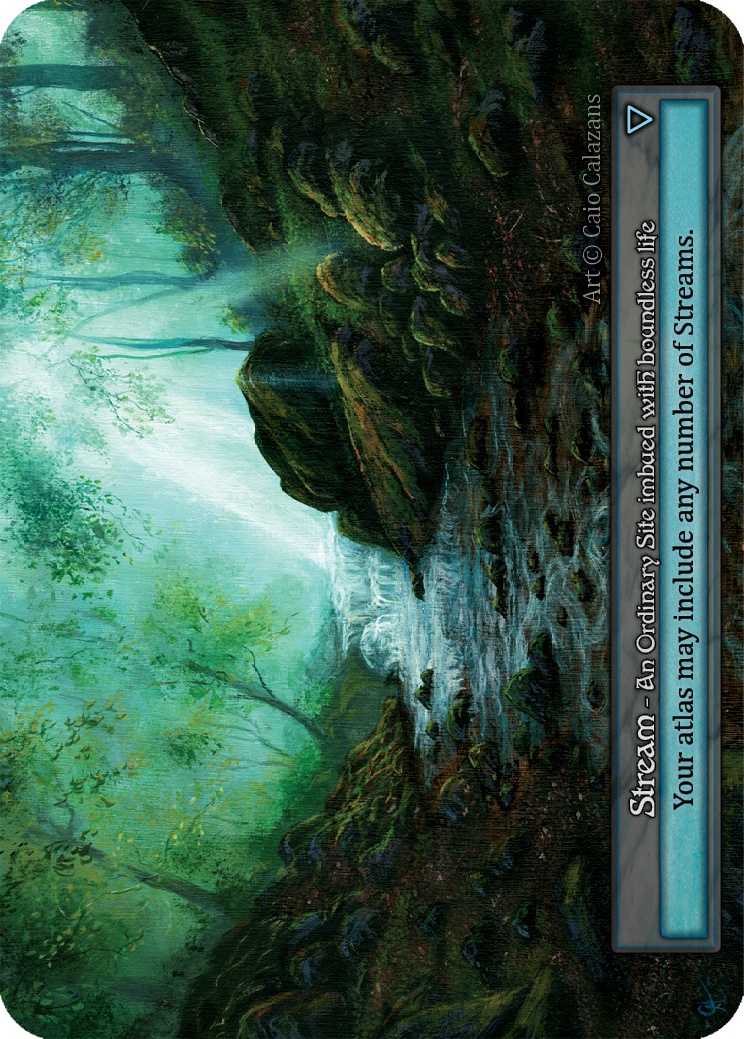 Art © Caio Calazans
Stream – An Ordinary Site imbued with boundless life
Your atlas may include any number of Streams.